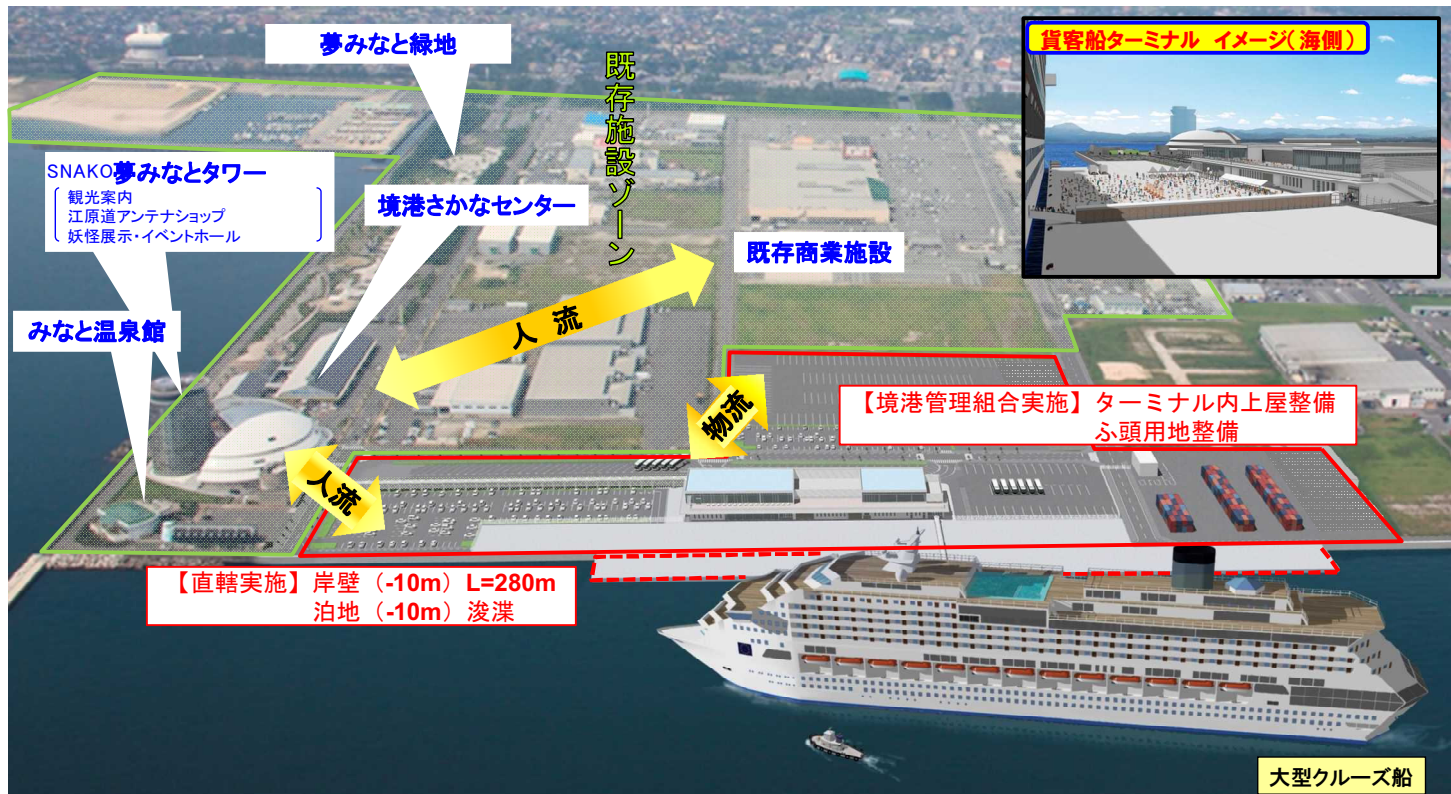 夢みなと緑地
貨客船ターミナル イメージ(海側)
既存施設ゾーン
SNAKO夢みなとタワー
観光案内
江原道アンテナショップ
妖怪展示・イベントホール
境港さかなセンター
既存商業施設
みなと温泉館
人 流
物流
人流
【境港管理組合実施】ターミナル内上屋整備
ふ頭用地整備
【直轄実施】岸壁(-10m)L=280m
泊地(-10m)浚渫
大型クルーズ船